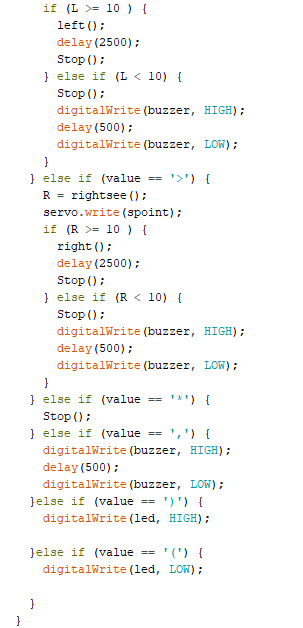 if (L >= 10 ) {
left();
delay(2500);
Stop();
} else if (L < 10) {
Stop();
digitalWrite(buzzer, HIGH);
delay(500);
digitalWrite(buzzer, LOW);
}
} else if (value == '>') {
R = rightsee();
servo.write(spoint);
if (R >= 10 ) {
right();
delay(2500);
Stop();
} else if (R < 10) {
Stop();
digitalWrite(buzzer, HIGH);
delay(500);
digitalWrite(buzzer, LOW);
}
} else if (value == '*') {
Stop();
} else if (value == ',') {
digitalWrite(buzzer, HIGH);
delay(500);
digitalWrite(buzzer, LOW);
}else if (value == ')') {
digitalWrite(led, HIGH);
}else if (value == '(') {
digitalWrite(led, LOW);
}
}